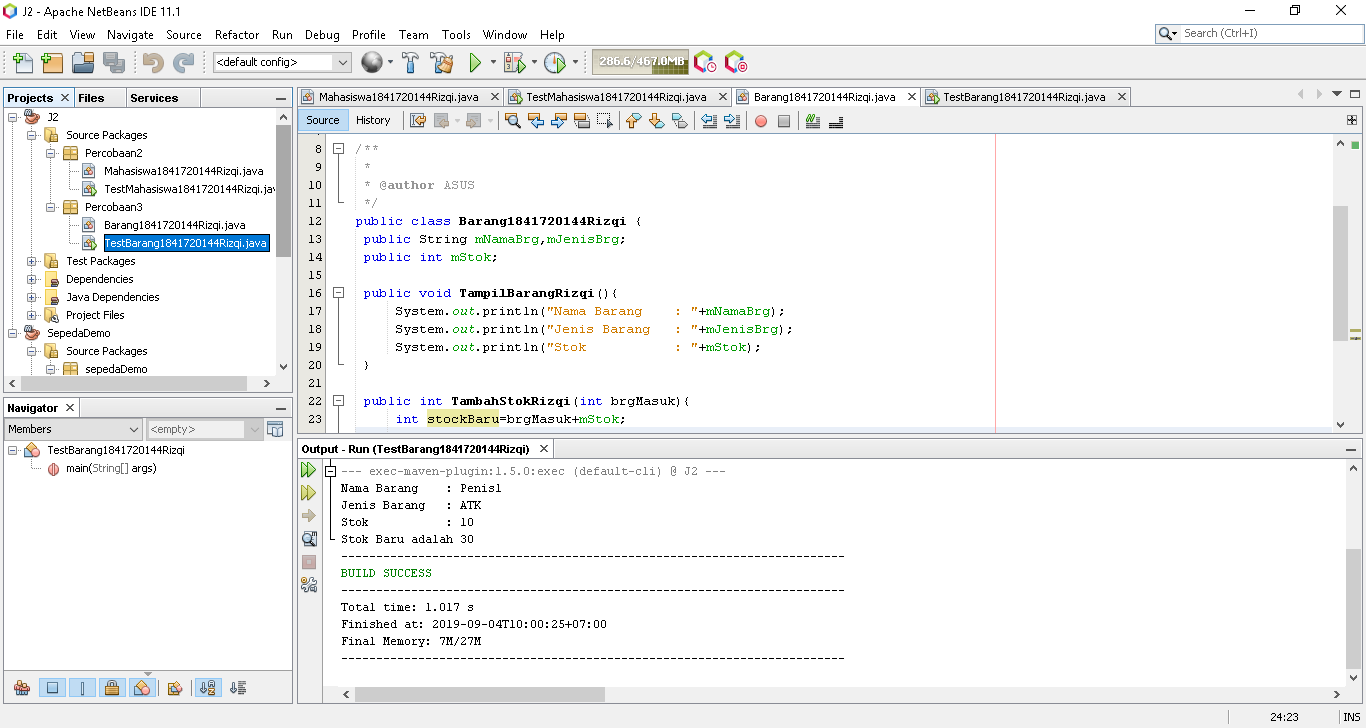 J2 - Apache NetBeans IDE 11.1
File Edit View Navigate Source Refactor Run Debug Profile Team Tools Window Help
Search (Ctrl+I)
<default config>
286.6/467.0MB
Projects Files Services
J2
Source Packages
Percobaan2
Mahasiswa1841720144Rizqi.java
TestMahasiswa1841720144Rizqi.jav
Percobaan3
Barang1841720144Rizqi.java
TestBarang1841720144Rizqi.java
Test Packages
Dependencies
Java Dependencies
Project Files
SepedaDemo
Source Packages
sepedaDemo
Navigator
Members <empty>
TestBarang1841720144Rizqi
main(String[] args)
Mahasiswa1841720144Rizqi.java TestMahasiswa1841720144Rizqi.java Barang1841720144Rizqi.java TestBarang1841720144Rizqi.java
Source History
8 /**
9 *
10 * @author ASUS
11 */
12 public class Barang1841720144Rizqi {
13 public String mNamaBrg,mJenisBrg;
14 public int mStok;
15
16 public void TampilBarangRizqi(){
17 System.out.println("Nama Barang    : "+mNamaBrg);
18 System.out.println("Jenis Barang   : "+mJenisBrg);
19 System.out.println("Stok           : "+mStok);
20 }
21
22 public int TambahStokRizqi(int brgMasuk){
23 int stockBaru=brgMasuk+mStok;
Output - Run (TestBarang1841720144Rizqi)
--- exec-maven-plugin:1.5.0:exec (default-cli) @ J2 ---
Nama Barang    : Pensil
Jenis Barang   : ATK
Stok           : 10
Stok Baru adalah 30
------------------------------------------------------------------------
BUILD SUCCESS
------------------------------------------------------------------------
Total time: 1.017 s
Finished at: 2019-09-04T10:00:25+07:00
Final Memory: 7M/27M
------------------------------------------------------------------------
24:23 INS